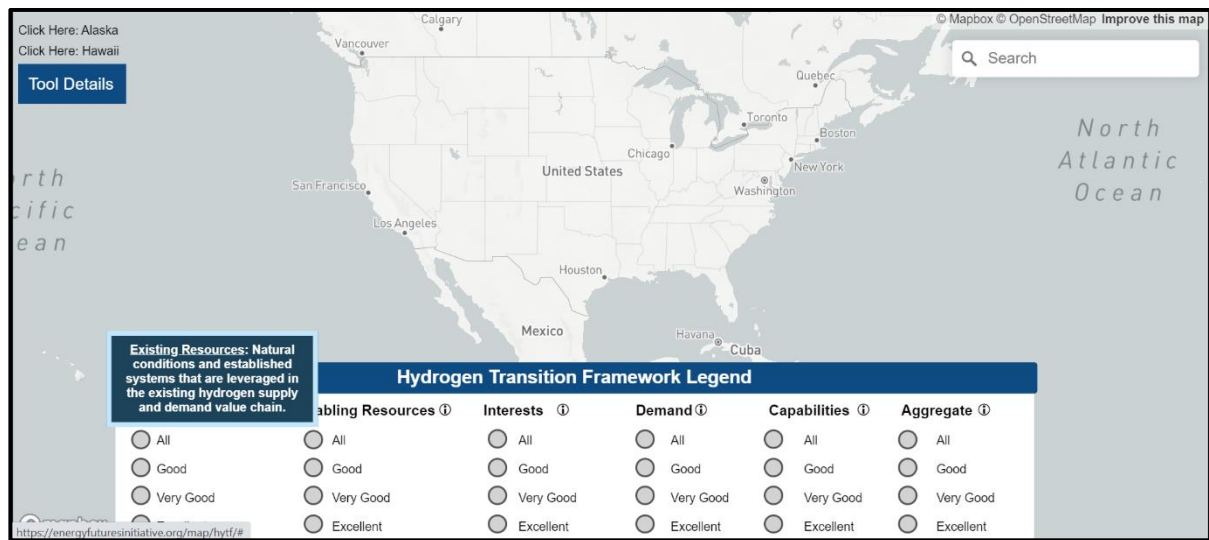 Click Here: Alaska
Click Here: Hawaii
Tool Details
© Mapbox © OpenStreetMap Improve this map
Search
Calgary
Vancouver
Quebec
Toronto
Boston
Chicago
New York
United States
Washington
San Francisco
Los Angeles
Houston
Mexico
Havana
Cuba
rth
cific
ean
North
Atlantic
Ocean
Existing Resources: Natural
conditions and established
systems that are leveraged in
the existing hydrogen supply
and demand value chain.
Hydrogen Transition Framework Legend
abling Resources Interests Demand Capabilities Aggregate
All All All All All All
Good Good Good Good Good Good
Very Good Very Good Very Good Very Good Very Good Very Good
Excellent Excellent Excellent Excellent Excellent
https://energyfuturesinitiative.org/map/hytf/#